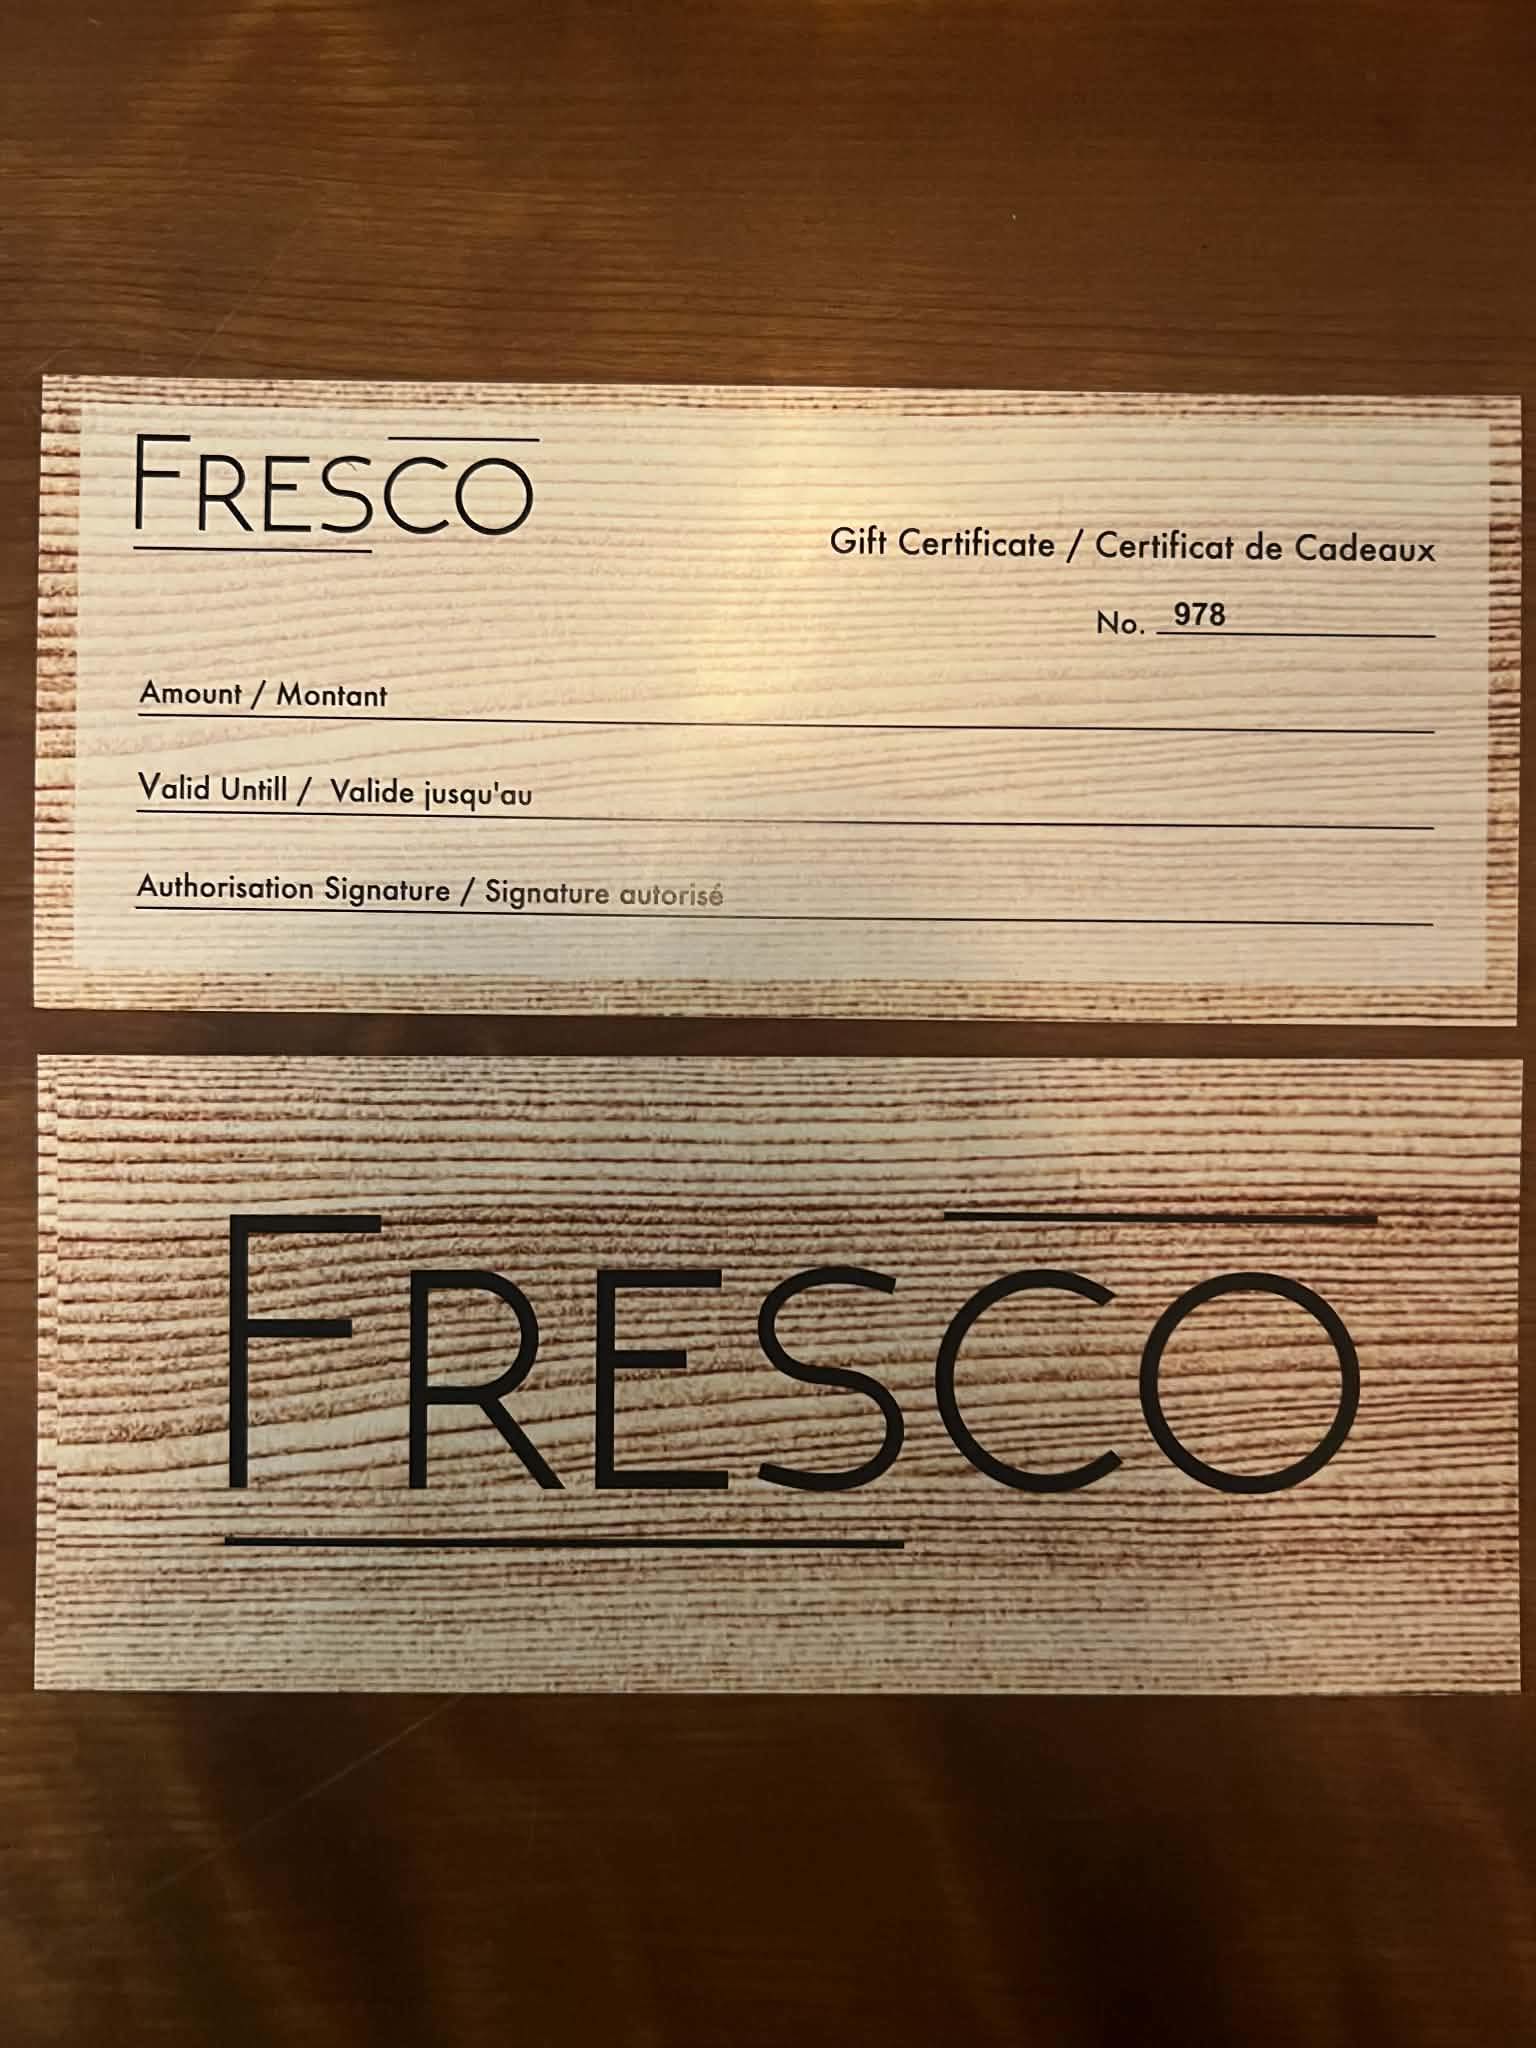 FRESCO
Gift Certificate / Certificat de Cadeaux
No. 978
Amount / Montant
Valid Untill / Valide jusqu'au
Authorisation Signature / Signature autorisé
FRESCO